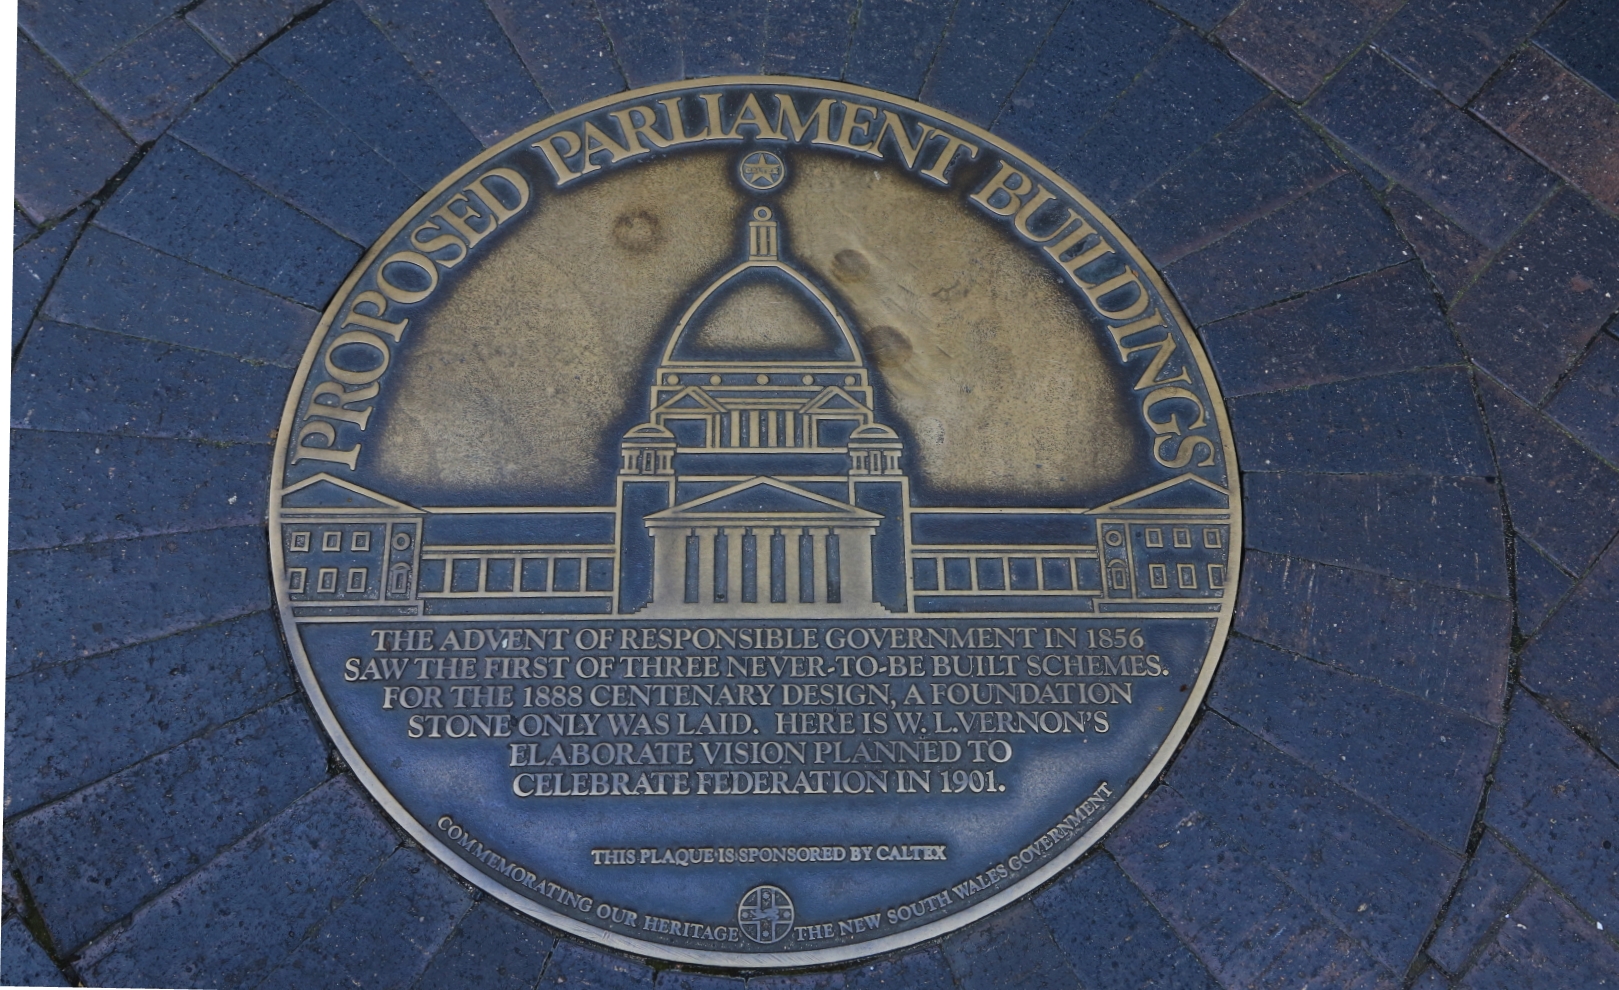 PROPOSED PARLIAMENT BUILDINGS
THE ADVENT OF RESPONSIBLE GOVERNMENT IN 1856
SAW THE FIRST OF THREE NEVER-TO-BE BUILT SCHEMES.
FOR THE 1888 CENTENARY DESIGN, A FOUNDATION
STONE ONLY WAS LAID. HERE IS W. L. VERNON'S
ELABORATE VISION PLANNED TO
CELEBRATE FEDERATION IN 1901.
THIS PLAQUE IS SPONSORED BY CALTEX
COMMEMORATING OUR HERITAGE THE NEW SOUTH WALES GOVERNMENT